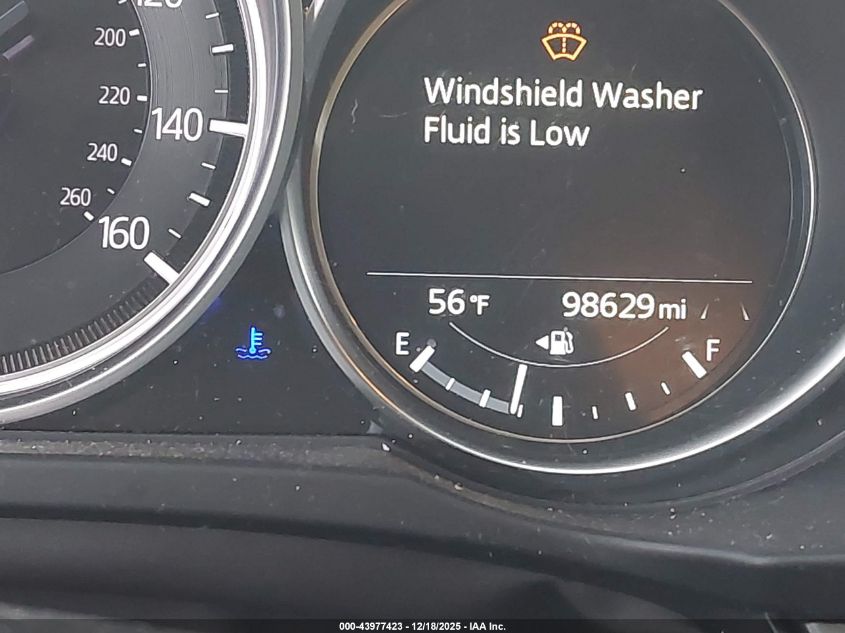 120
200
220
140
240
260
160
Windshield Washer
Fluid is Low
56°F 98629 mi
E F
000-43977423 - 12/18/2025 - IAA Inc.